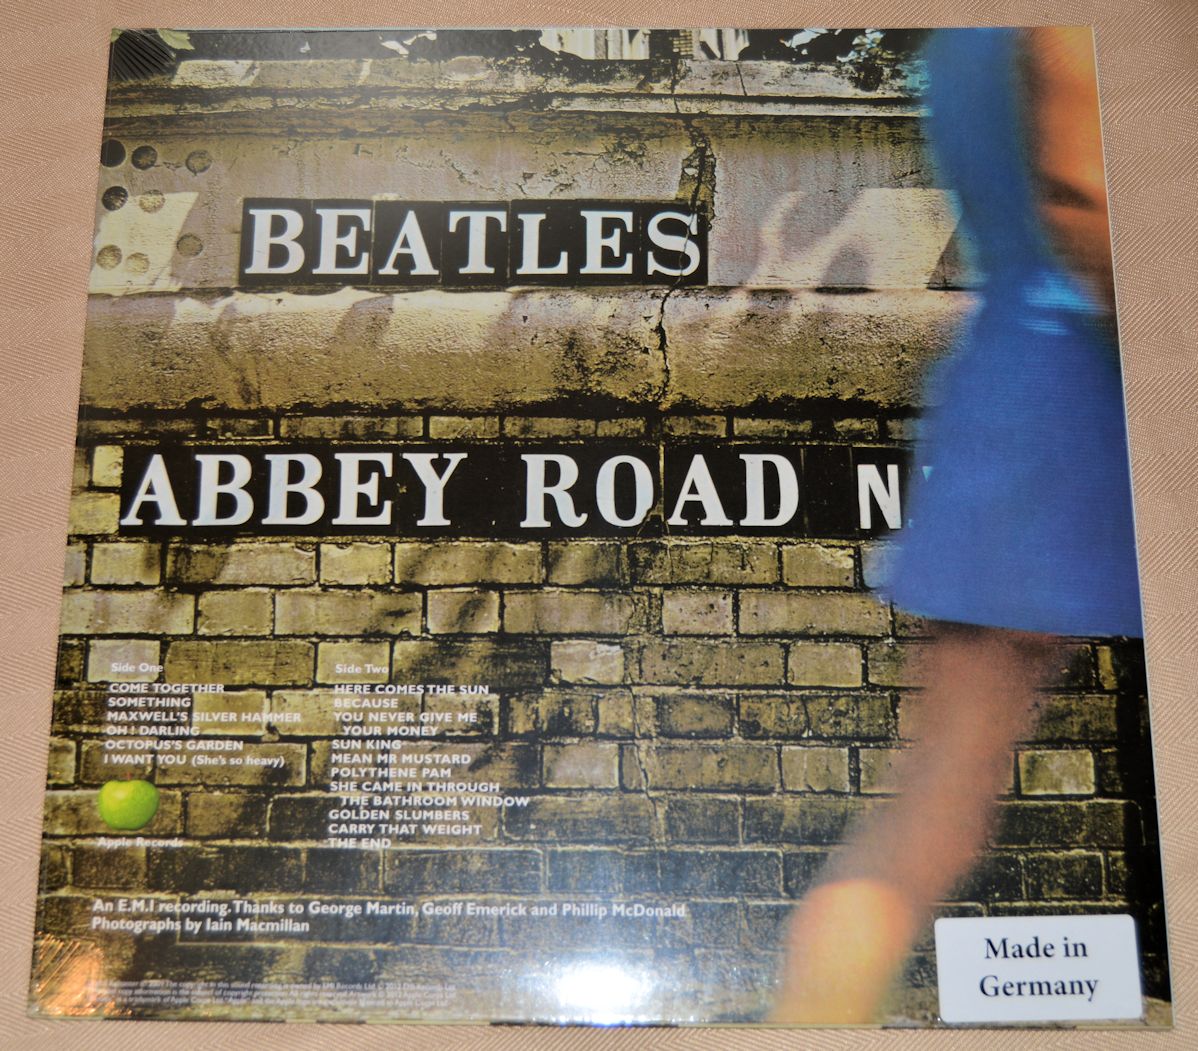 BEATLES
ABBEY ROAD N
Side One
COME TOGETHER
SOMETHING
MAXWELL'S SILVER HAMMER
OH! DARLING
OCTOPUS'S GARDEN
I WANT YOU (She's so heavy)
Apple Records
Side Two
HERE COMES THE SUN
BECAUSE
YOU NEVER GIVE ME
YOUR MONEY
SUN KING
MEAN MR MUSTARD
POLYTHENE PAM
SHE CAME IN THROUGH
THE BATHROOM WINDOW
GOLDEN SLUMBERS
CARRY THAT WEIGHT
THE END
An E.M.I recording. Thanks to George Martin, Geoff Emerick and Phillip McDonald
Photographs by Iain Macmillan
Made in
Germany